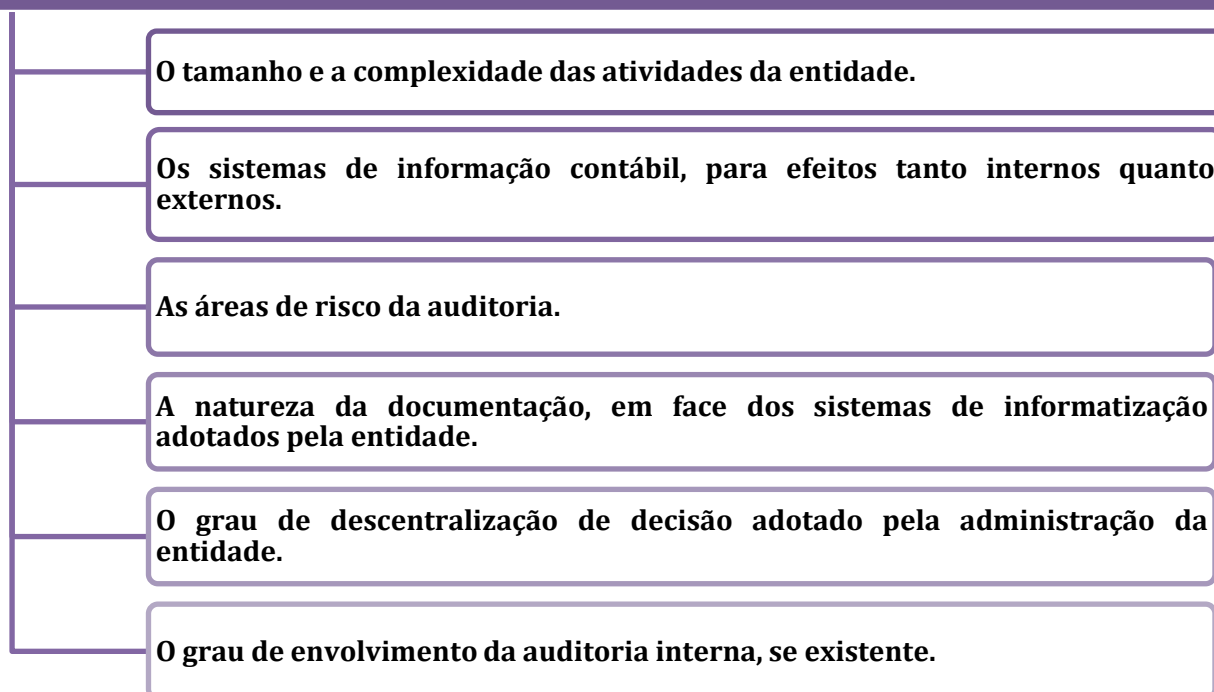 O tamanho e a complexidade das atividades da entidade.
Os sistemas de informação contábil, para efeitos tanto internos quanto
externos.
As áreas de risco da auditoria.
A natureza da documentação, em face dos sistemas de informatização
adotados pela entidade.
O grau de descentralização de decisão adotado pela administração da
entidade.
O grau de envolvimento da auditoria interna, se existente.